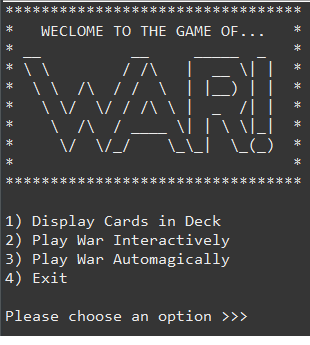 WECLOME TO THE GAME OF...
WAR!
1) Display Cards in Deck
2) Play War Interactively
3) Play War Automagically
4) Exit
Please choose an option >>>